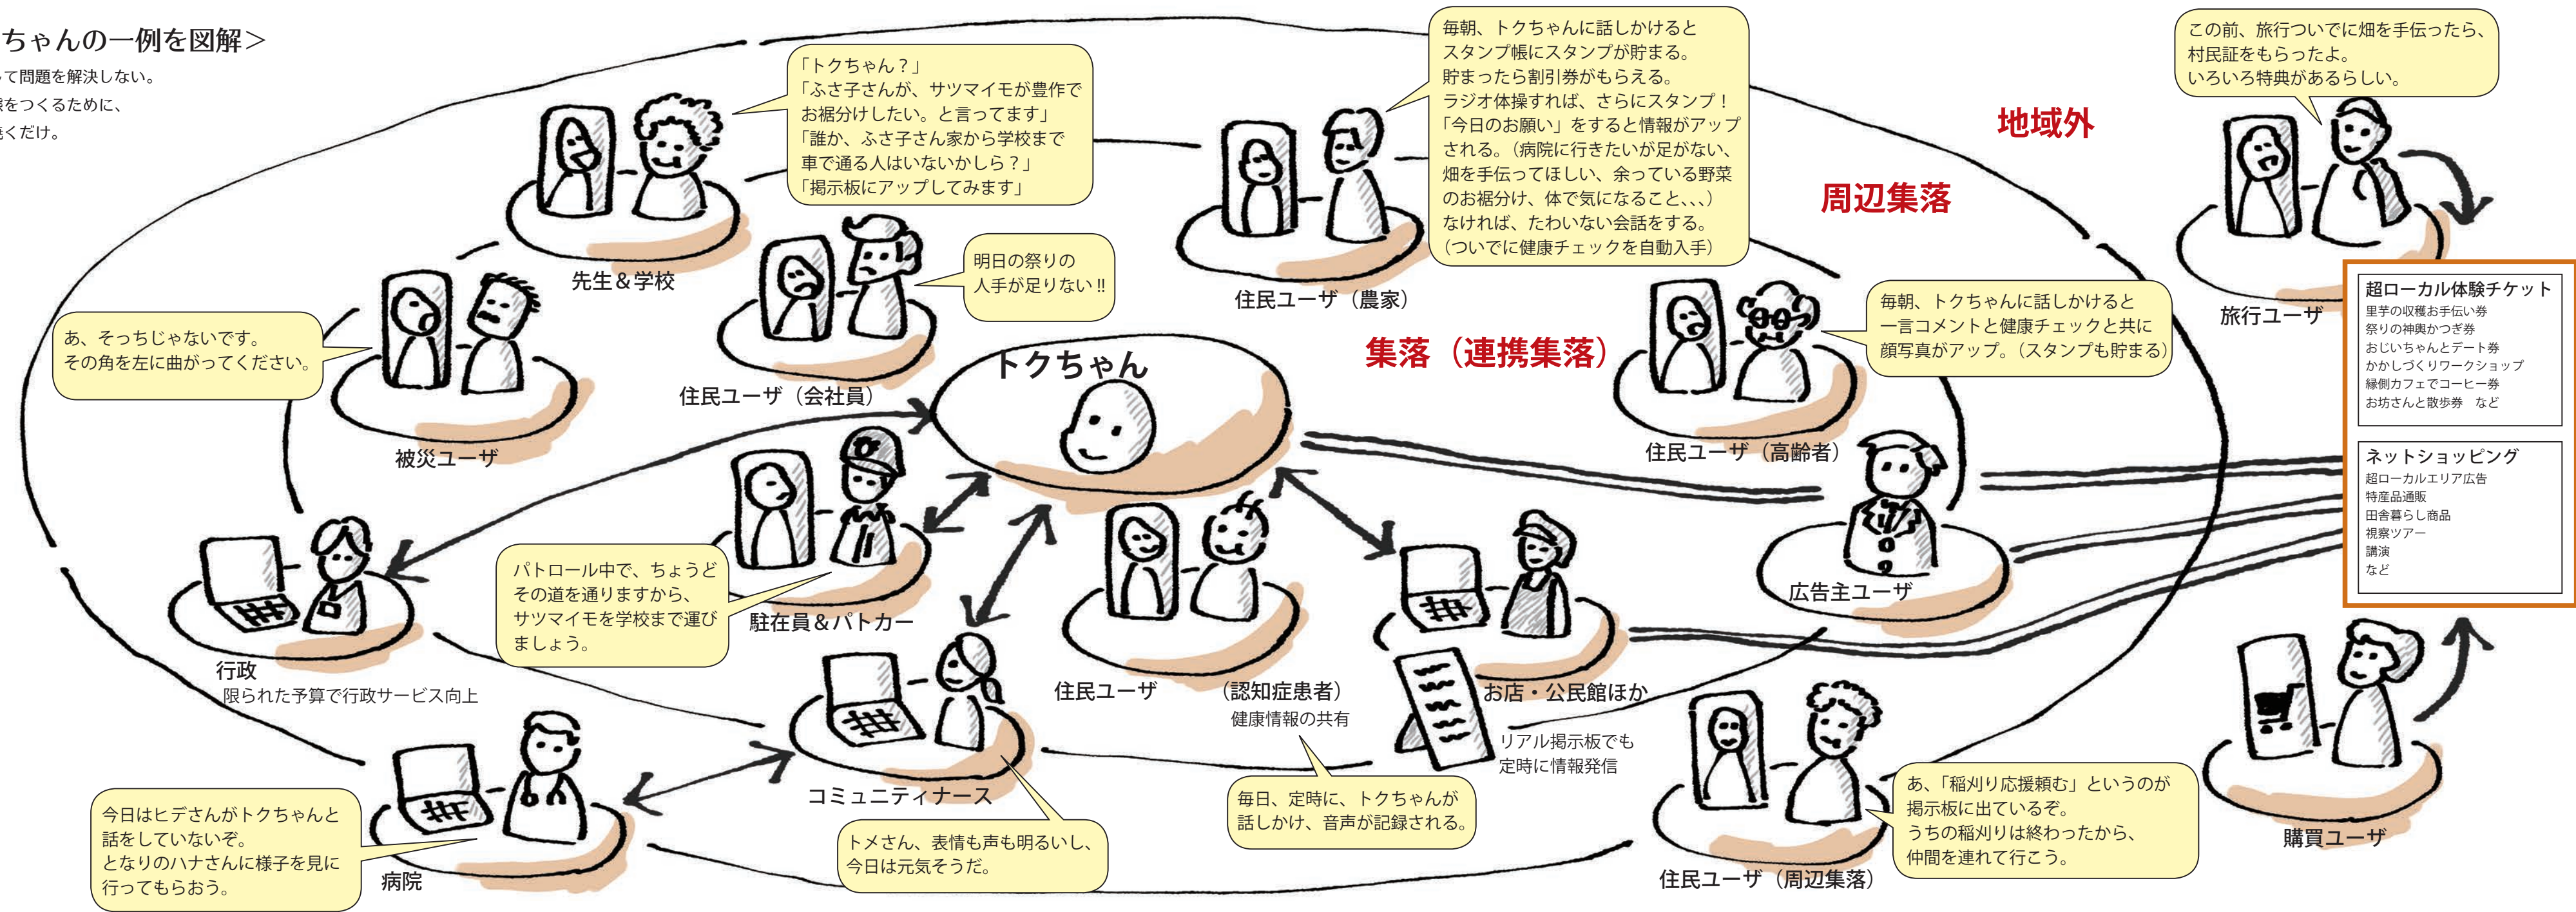 ちゃんの一例を図解＞
て問題を解決しない。
をつくるために、
くだけ。
「トクちゃん？」
「ふさ子さんが、サツマイモが豊作で
お裾分けしたい。と言ってます」
「誰か、ふさ子さん家から学校まで
車で通る人はいないかしら？」
「掲示板にアップしてみます」
先生＆学校
毎朝、トクちゃんに話しかけると
スタンプ帳にスタンプが貯まる。
貯まったら割引券がもらえる。
ラジオ体操すれば、さらにスタンプ！
「今日のお願い」をすると情報がアップ
される。（病院に行きたいが足がない、
畑を手伝ってほしい、余っている野菜
のお裾分け、体で気になること、、、）
なければ、たわいない会話をする。
（ついでに健康チェックを自動入手）
住民ユーザ（農家）
この前、旅行ついでに畑を手伝ったら、
村民証をもらったよ。
いろいろ特典があるらしい。
旅行ユーザ
地域外
周辺集落
集落（連携集落）
明日の祭りの
人手が足りない!!
住民ユーザ（会社員）
あ、そっちじゃないです。
その角を左に曲がってください。
被災ユーザ
トクちゃん
毎朝、トクちゃんに話しかけると
一言コメントと健康チェックと共に
顔写真がアップ。（スタンプも貯まる）
住民ユーザ（高齢者）
超ローカル体験チケット
里芋の収穫お手伝い券
祭りの神輿かつぎ券
おじいちゃんとデート券
かかしづくりワークショップ
縁側カフェでコーヒー券
お坊さんと散歩券　など
ネットショッピング
超ローカルエリア広告
特産品通販
田舎暮らし商品
視察ツアー
講演
など
広告主ユーザ
行政
限られた予算で行政サービス向上
パトロール中で、ちょうど
その道を通りますから、
サツマイモを学校まで運び
ましょう。
駐在員＆パトカー
住民ユーザ　　（認知症患者）
健康情報の共有
毎日、定時に、トクちゃんが
話しかけ、音声が記録される。
お店・公民館ほか
リアル掲示板でも
定時に情報発信
コミュニティナース
トメさん、表情も声も明るいし、
今日は元気そうだ。
今日はヒデさんがトクちゃんと
話をしていないぞ。
となりのハナさんに様子を見に
行ってもらおう。
病院
住民ユーザ（周辺集落）
あ、「稲刈り応援頼む」というのが
掲示板に出ているぞ。
うちの稲刈りは終わったから、
仲間を連れて行こう。
購買ユーザ